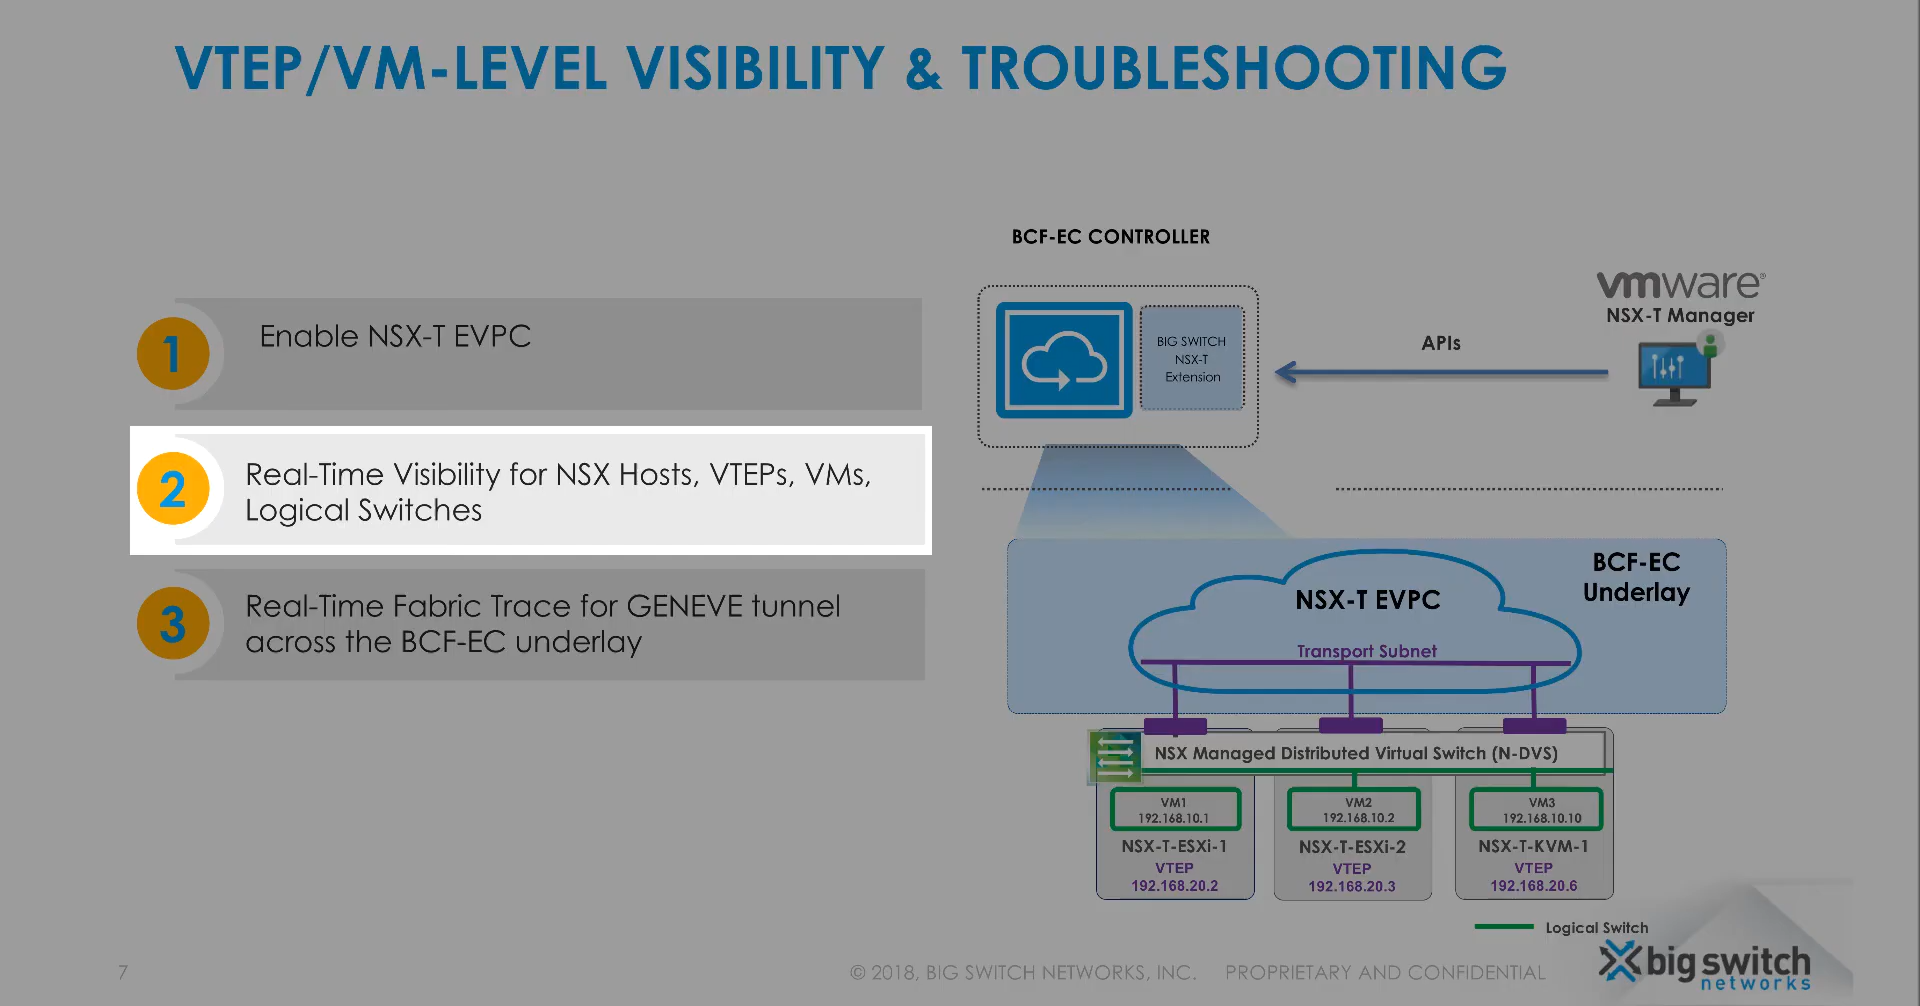 VTEP/VM-LEVEL VISIBILITY & TROUBLESHOOTING
1
Enable NSX-T EVPC
2
Real-Time Visibility for NSX Hosts, VTEPs, VMs,
Logical Switches
3
Real-Time Fabric Trace for GENEVE tunnel
across the BCF-EC underlay
BCF-EC CONTROLLER
BIG SWITCH
NSX-T
Extension
APIs
vmware®
NSX-T Manager
BCF-EC
Underlay
NSX-T EVPC
Transport Subnet
NSX Managed Distributed Virtual Switch (N-DVS)
VM1
192.168.10.1
NSX-T-ESXi-1
VTEP
192.168.20.2
VM2
192.168.10.2
NSX-T-ESXi-2
VTEP
192.168.20.3
VM3
192.168.10.10
NSX-T-KVM-1
VTEP
192.168.20.6
Logical Switch
7
© 2018, BIG SWITCH NETWORKS, INC. PROPRIETARY AND CONFIDENTIAL
big switch
networks